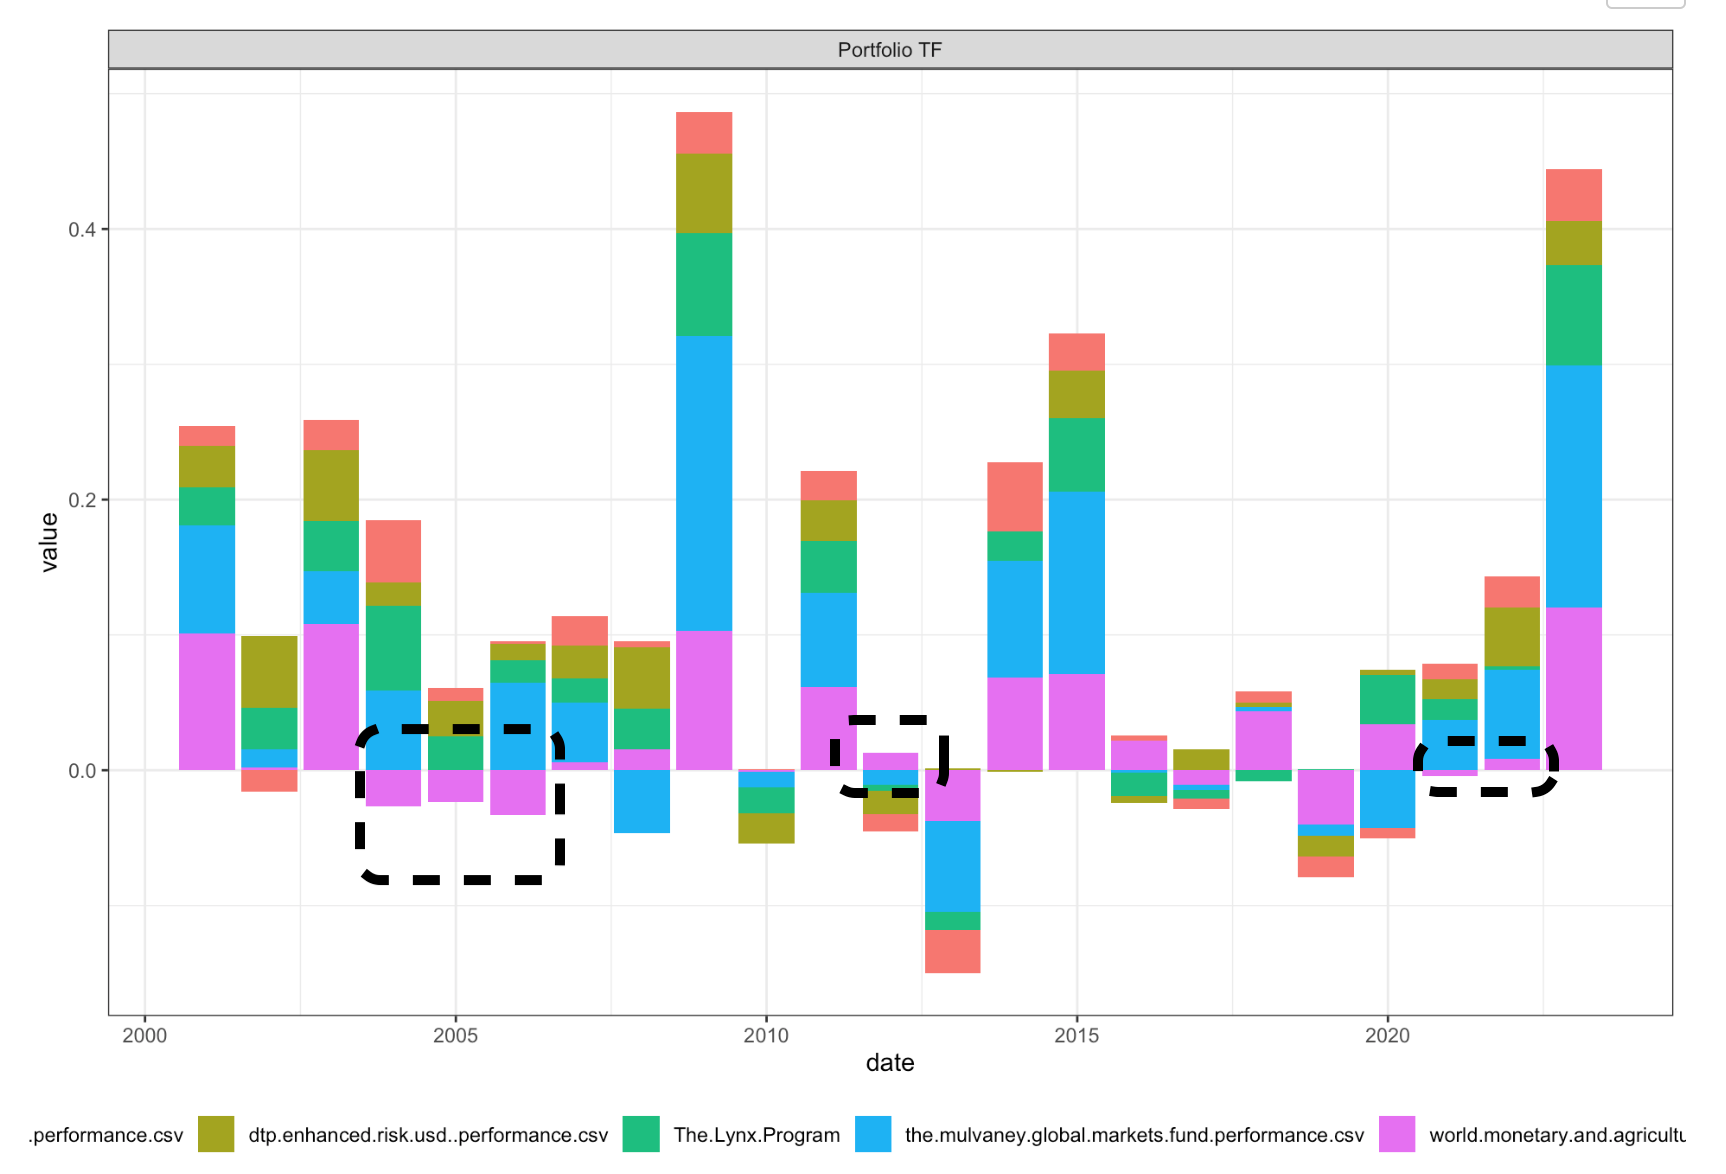 Portfolio TF
0.4
0.2
0.0
value
2000 2005 2010 2015 2020
date
.performance.csv dtp.enhanced.risk.usd..performance.csv The.Lynx.Program the.mulvaney.global.markets.fund.performance.csv world.monetary.and.agricultu